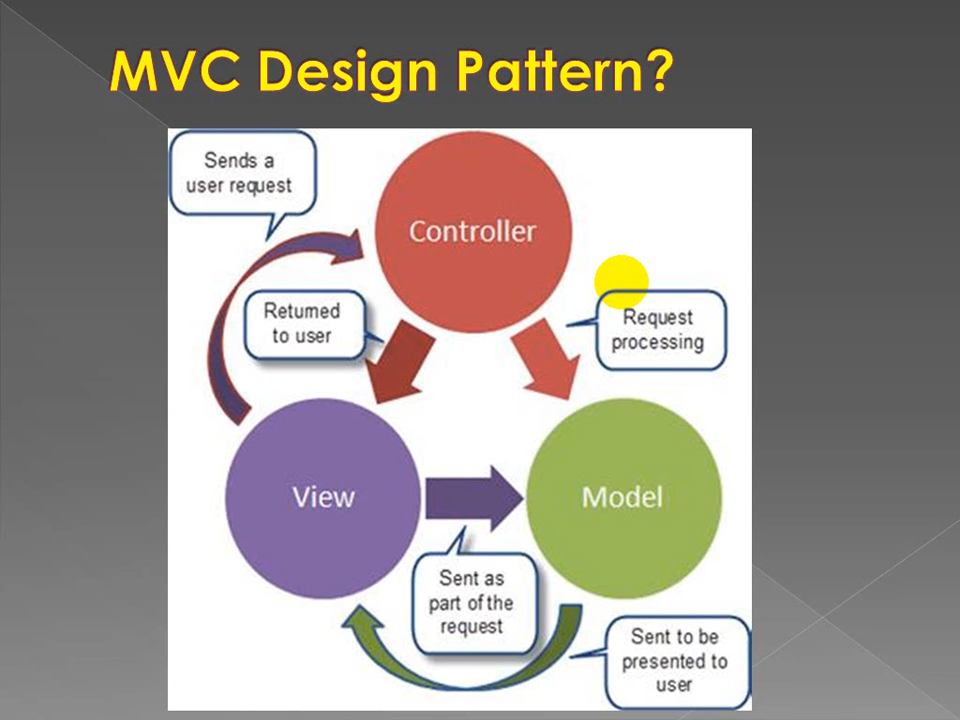 MVC Design Pattern?
Sends a
user request
Controller
Returned
to user
Request
processing
View
Model
Sent as
part of the
request
Sent to be
presented to
user